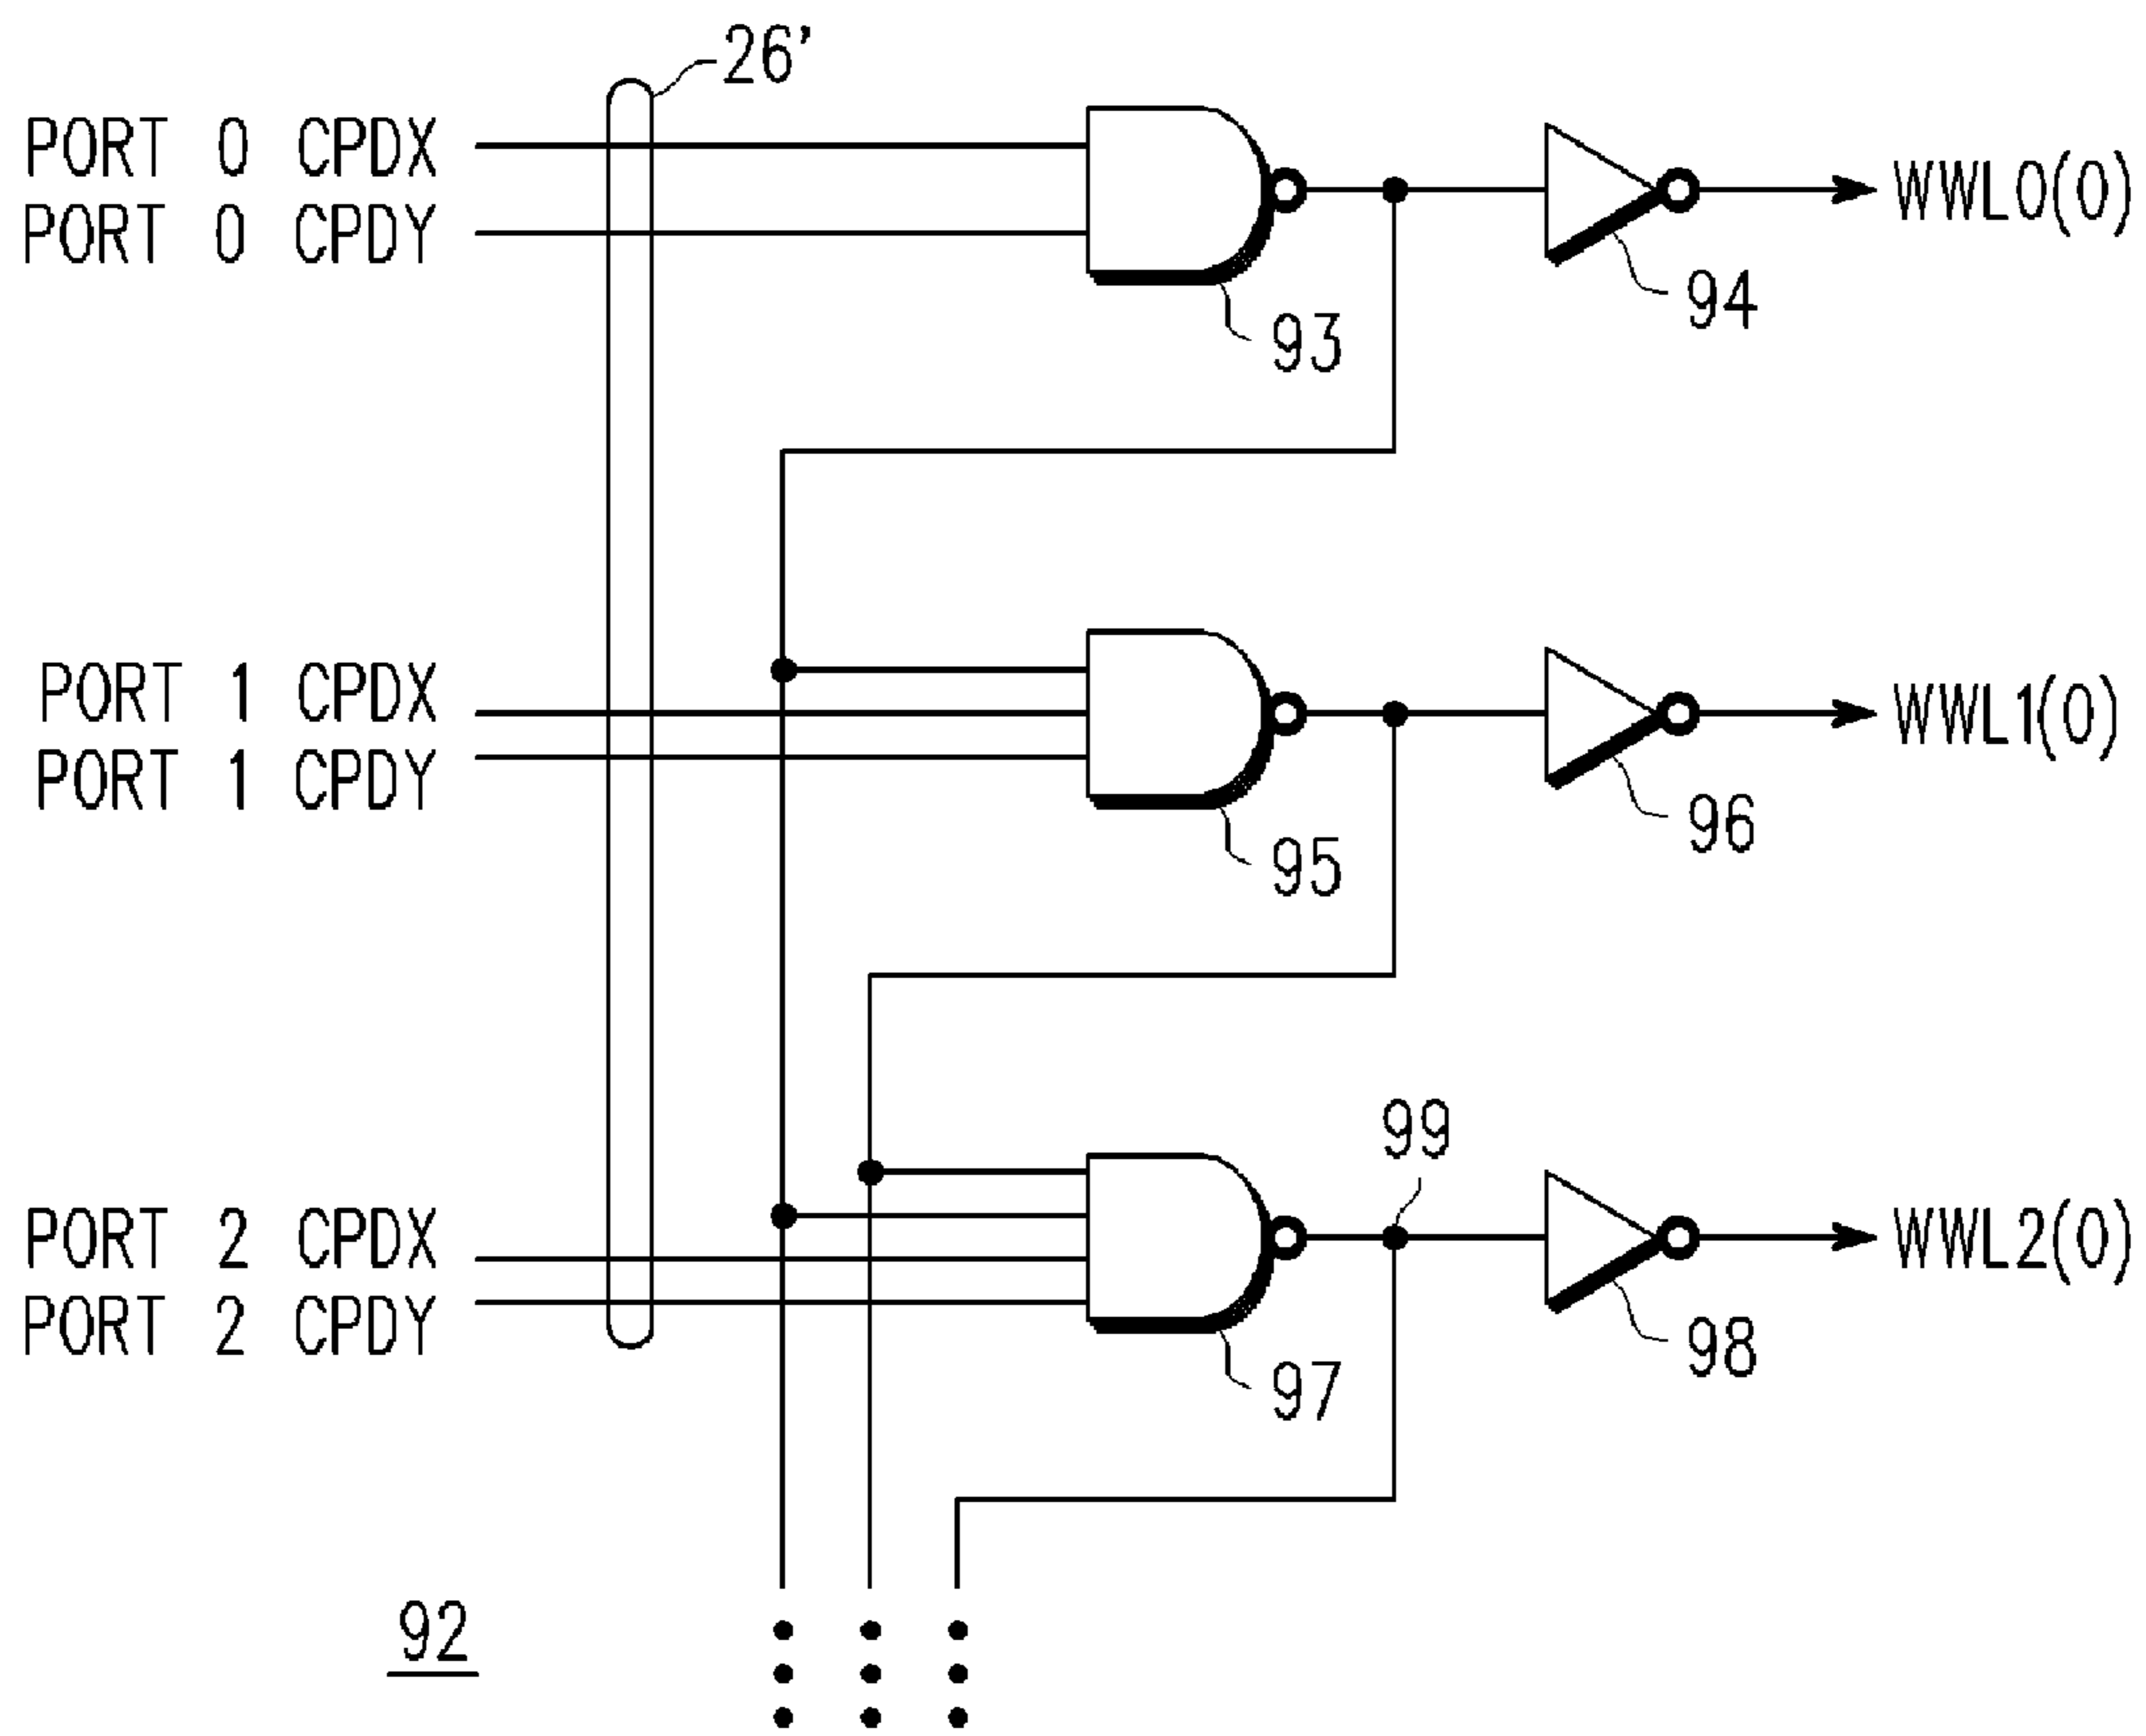 26'
PORT 0 CPDX
PORT 0 CPDY
WWL0(0)
94
93
PORT 1 CPDX
PORT 1 CPDY
WWL1(0)
96
95
99
PORT 2 CPDX
PORT 2 CPDY
WWL2(0)
98
97
92